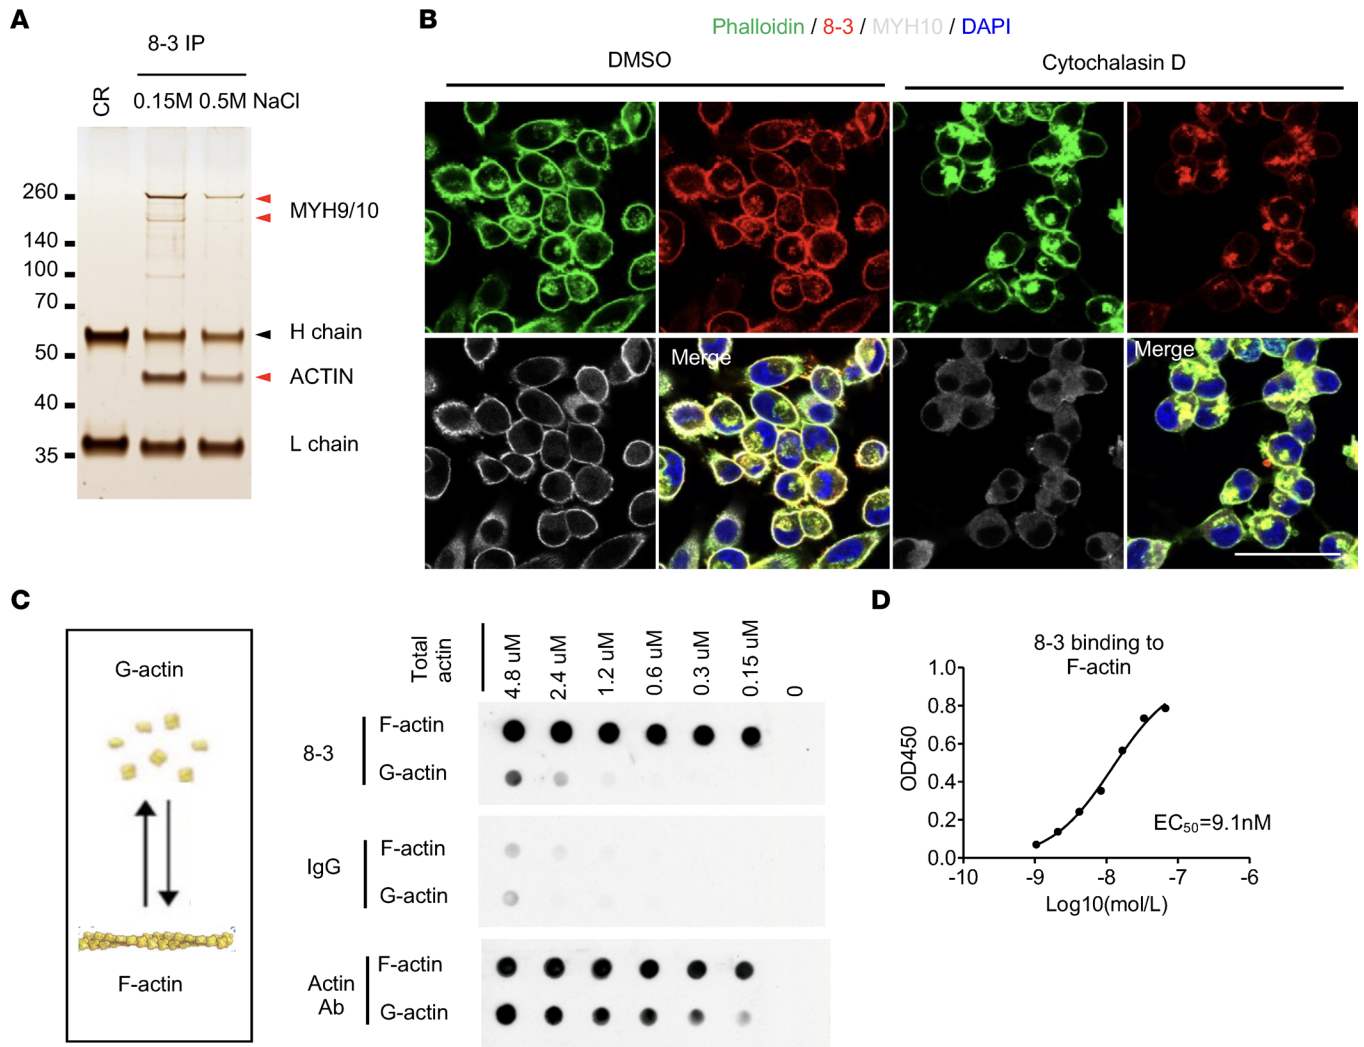 A
8-3 IP
CR
0.15M 0.5M NaCl
260
140
100
70
50
40
35
MYH9/10
H chain
ACTIN
L chain
B
Phalloidin / 8-3 / MYH10 / DAPI
DMSO
Cytochalasin D
Merge
Merge
C
G-actin
F-actin
Total
actin
4.8 uM
2.4 uM
1.2 uM
0.6 uM
0.3 uM
0.15 uM
0
8-3
F-actin
G-actin
IgG
F-actin
G-actin
Actin
Ab
F-actin
G-actin
D
8-3 binding to
F-actin
OD450
1.0
0.8
0.6
0.4
0.2
0.0
EC₅₀=9.1nM
-10
-9
-8
-7
-6
Log10(mol/L)